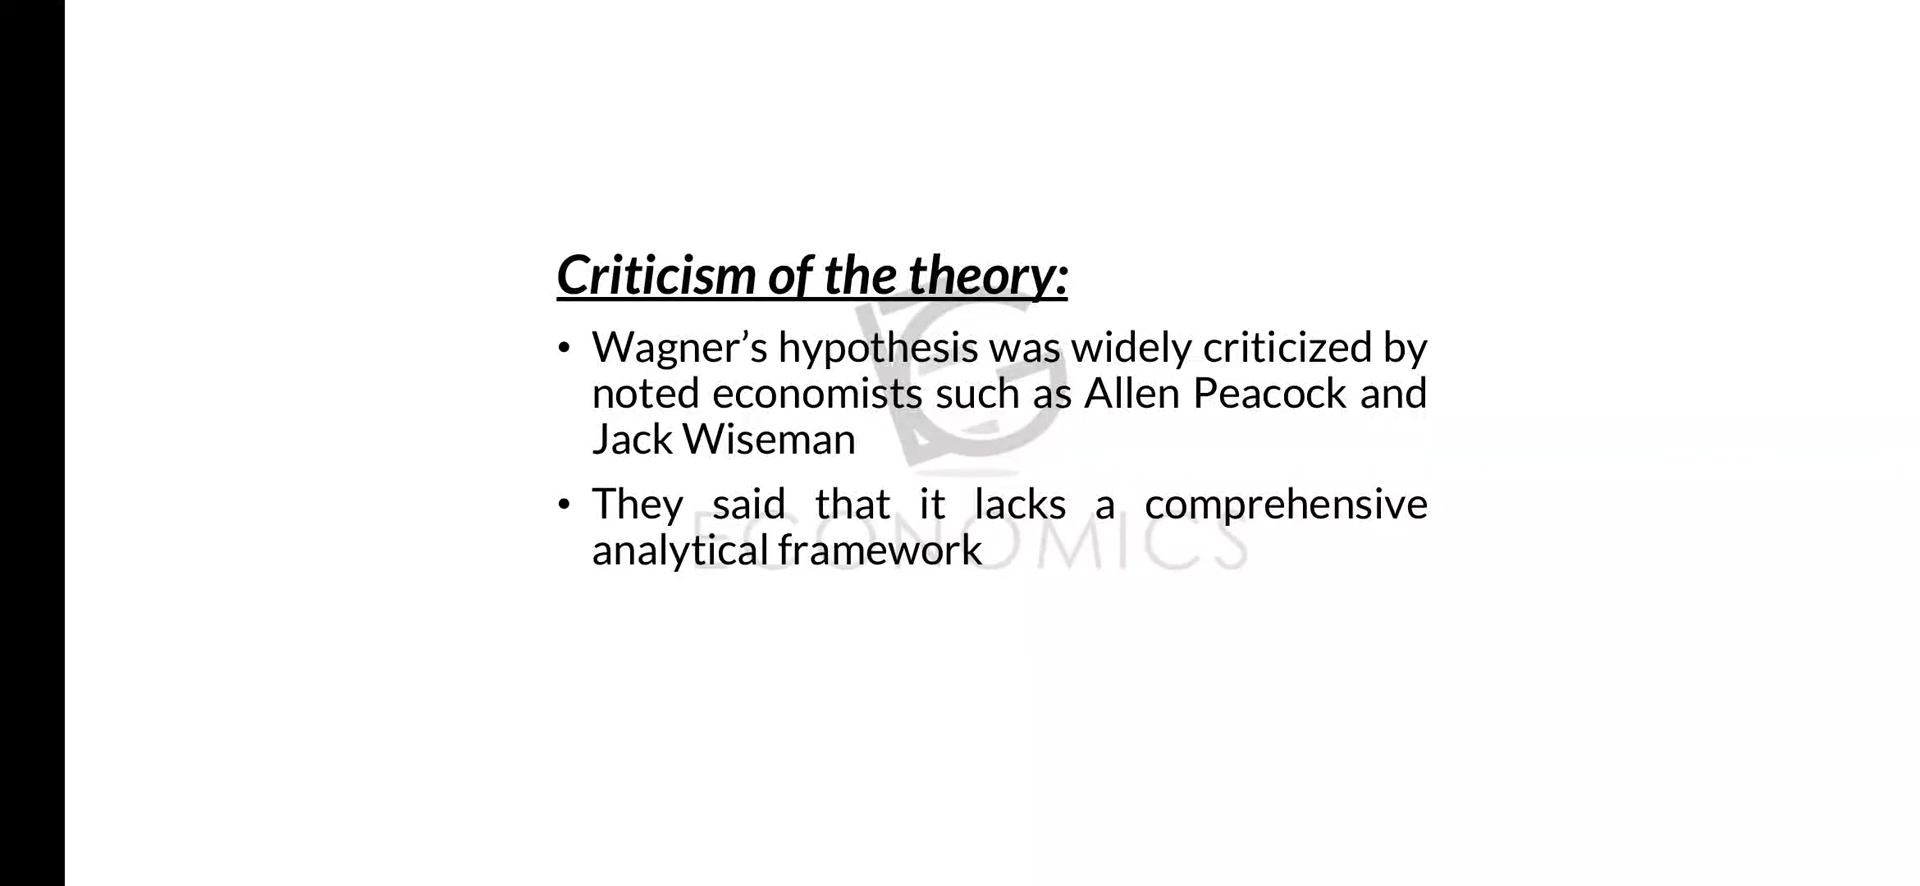 Criticism of the theory:
• Wagner’s hypothesis was widely criticized by
noted economists such as Allen Peacock and
Jack Wiseman
• They said that it lacks a comprehensive
analytical framework
ECONOMICS